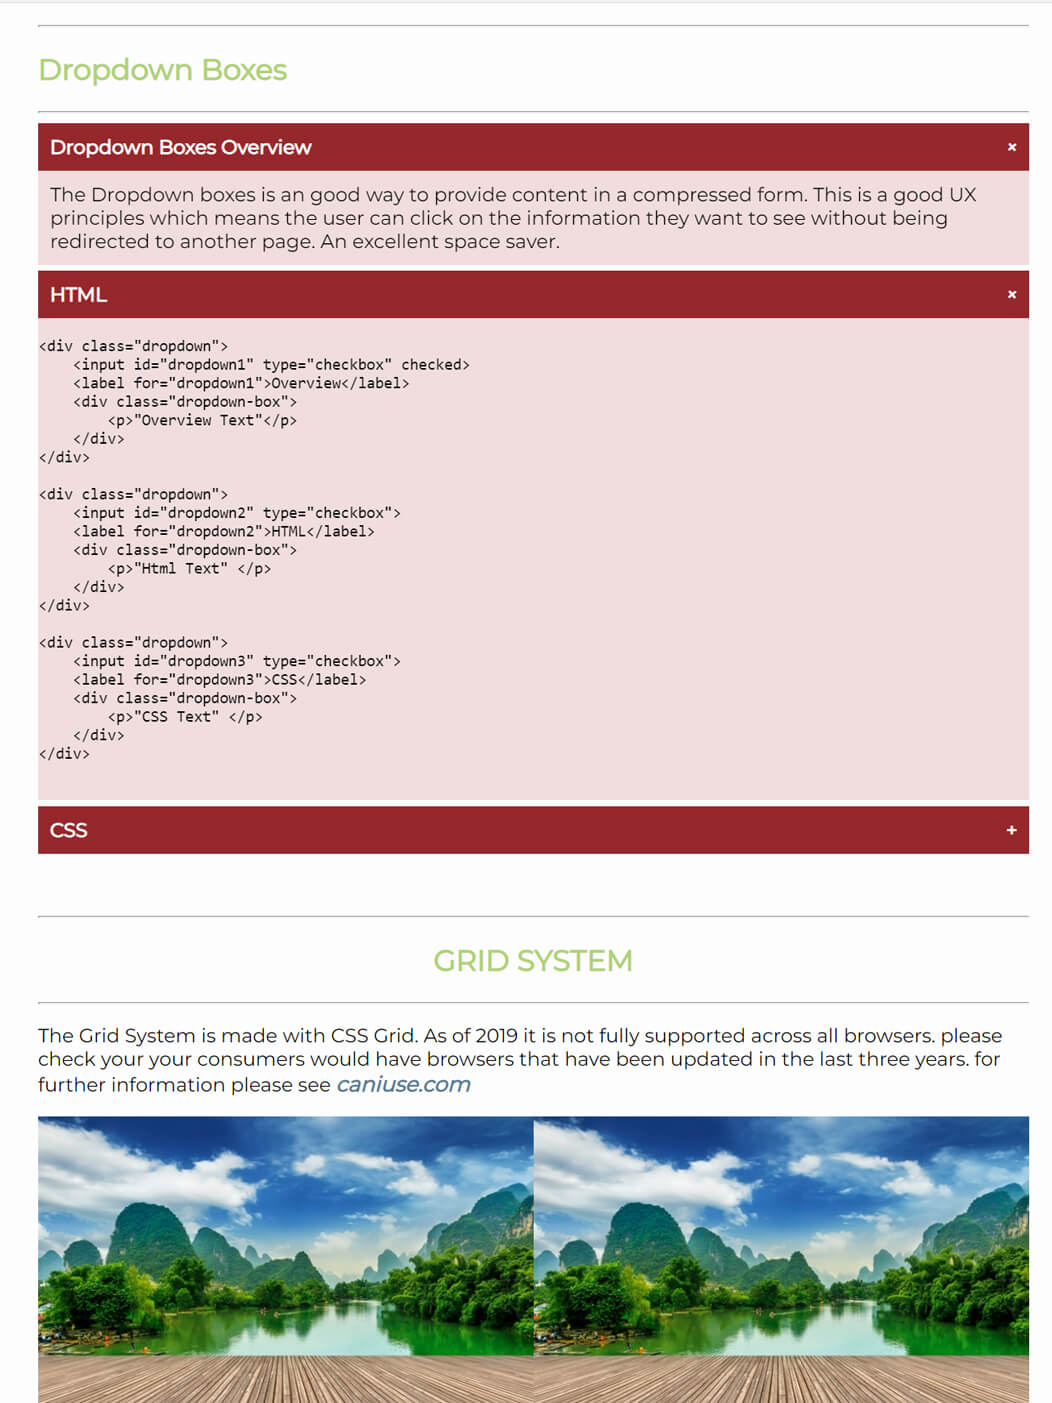 Dropdown Boxes
Dropdown Boxes Overview ×
The Dropdown boxes is an good way to provide content in a compressed form. This is a good UX
principles which means the user can click on the information they want to see without being
redirected to another page. An excellent space saver.
HTML ×
<div class="dropdown">
    <input id="dropdown1" type="checkbox" checked>
    <label for="dropdown1">Overview</label>
    <div class="dropdown-box">
        <p>"Overview Text"</p>
    </div>
</div>

<div class="dropdown">
    <input id="dropdown2" type="checkbox">
    <label for="dropdown2">HTML</label>
    <div class="dropdown-box">
        <p>"Html Text" </p>
    </div>
</div>

<div class="dropdown">
    <input id="dropdown3" type="checkbox">
    <label for="dropdown3">CSS</label>
    <div class="dropdown-box">
        <p>"CSS Text" </p>
    </div>
</div>
CSS +
GRID SYSTEM
The Grid System is made with CSS Grid. As of 2019 it is not fully supported across all browsers. please
check your your consumers would have browsers that have been updated in the last three years. for
further information please see caniuse.com